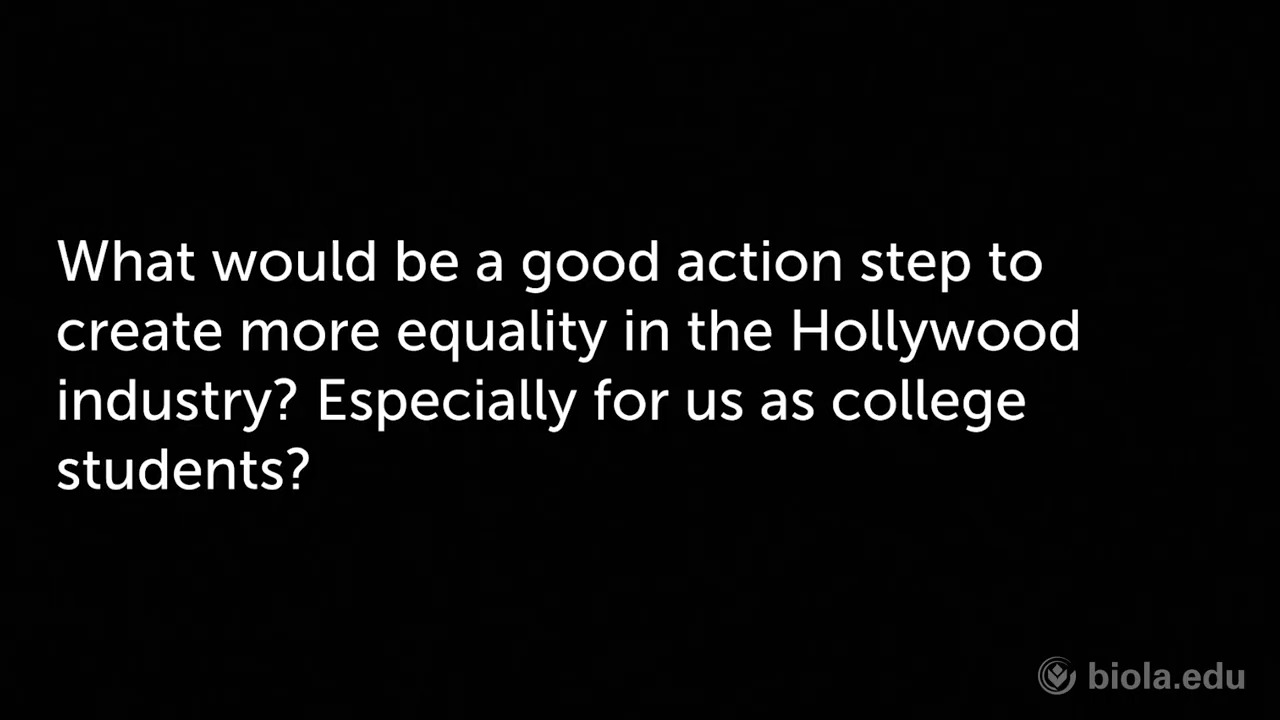 What would be a good action step to
create more equality in the Hollywood
industry? Especially for us as college
students?
biola.edu